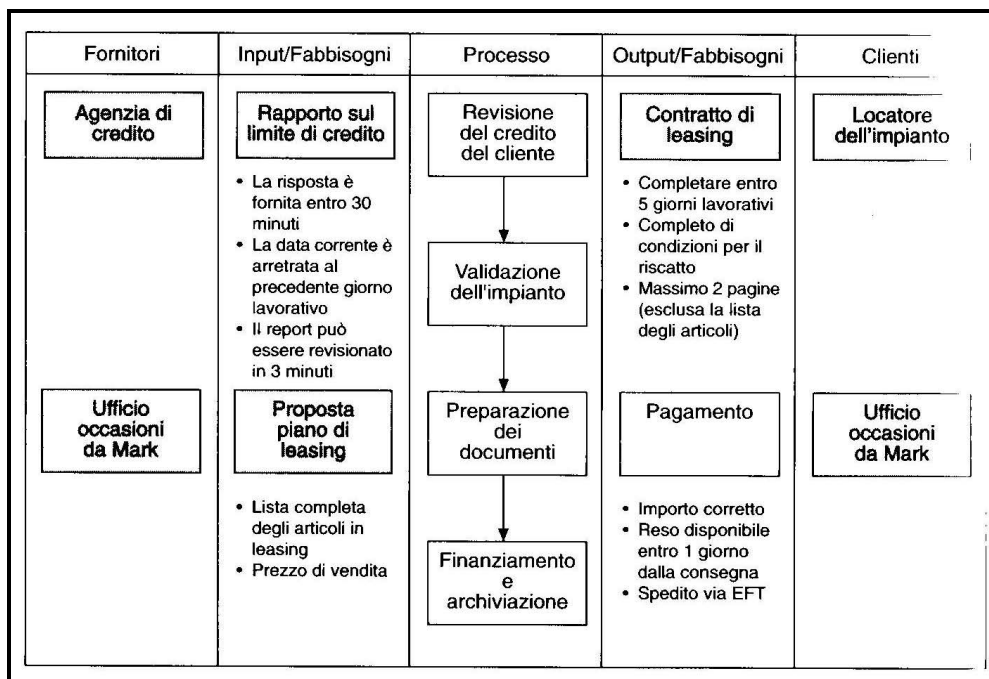 Fornitori
Input/Fabbisogni
Processo
Output/Fabbisogni
Clienti
Agenzia di
credito
Rapporto sul
limite di credito
Revisione
del credito
del cliente
Contratto di
leasing
Locatore
dell'impianto
• La risposta è
fornita entro 30
minuti
• La data corrente è
arretrata al
precedente giorno
lavorativo
• Il report può
essere revisionato
in 3 minuti
Validazione
dell'impianto
• Completare entro
5 giorni lavorativi
• Completo di
condizioni per il
riscatto
• Massimo 2 pagine
(esclusa la lista
degli articoli)
Ufficio
occasioni
da Mark
Proposta
piano di
leasing
Preparazione
dei
documenti
Pagamento
Ufficio
occasioni
da Mark
• Lista completa
degli articoli in
leasing
• Prezzo di vendita
Finanziamento
e
archiviazione
• Importo corretto
• Reso disponibile
entro 1 giorno
dalla consegna
• Spedito via EFT